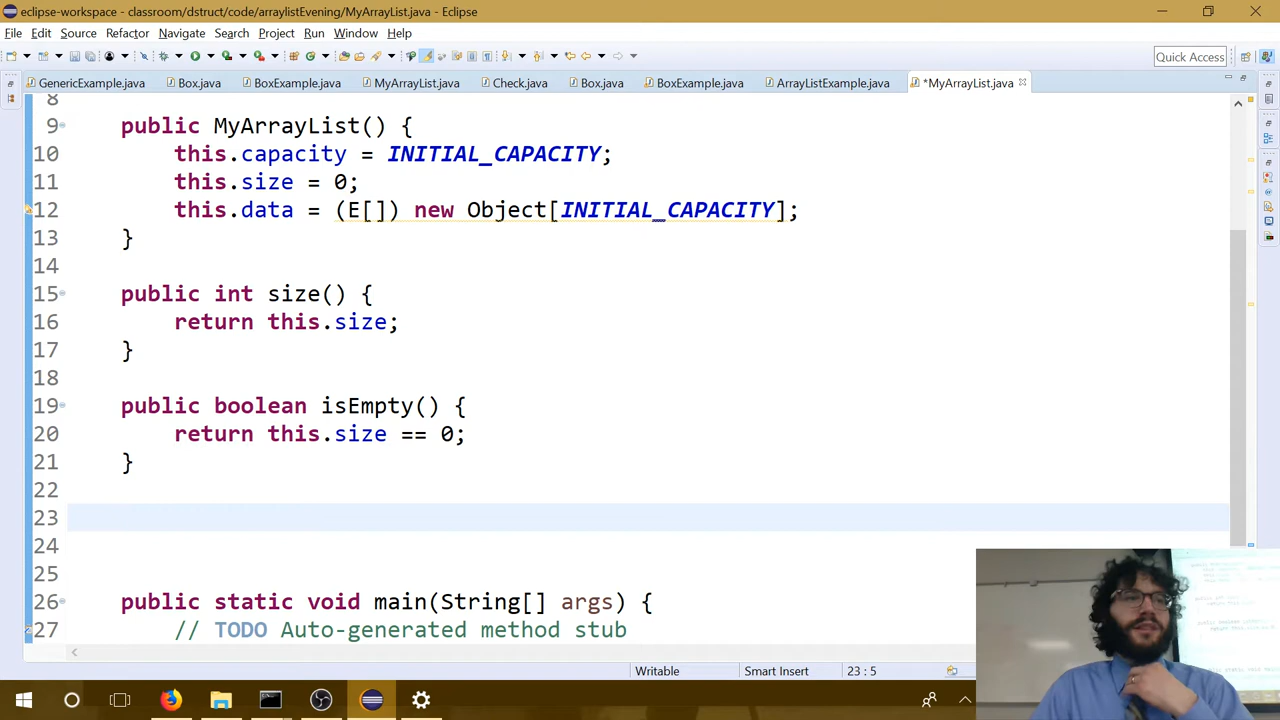 eclipse-workspace - classroom/dstruct/code/arraylistEvening/MyArrayList.java - Eclipse
File Edit Source Refactor Navigate Search Project Run Window Help
Quick Access
GenericExample.java Box.java BoxExample.java MyArrayList.java Check.java Box.java BoxExample.java ArrayListExample.java *MyArrayList.java
8
9 public MyArrayList() {
10 this.capacity = INITIAL_CAPACITY;
11 this.size = 0;
12 this.data = (E[]) new Object[INITIAL_CAPACITY];
13 }
14
15 public int size() {
16 return this.size;
17 }
18
19 public boolean isEmpty() {
20 return this.size == 0;
21 }
22
23
24
25
26 public static void main(String[] args) {
27 // TODO Auto-generated method stub
Writable Smart Insert 23 : 5